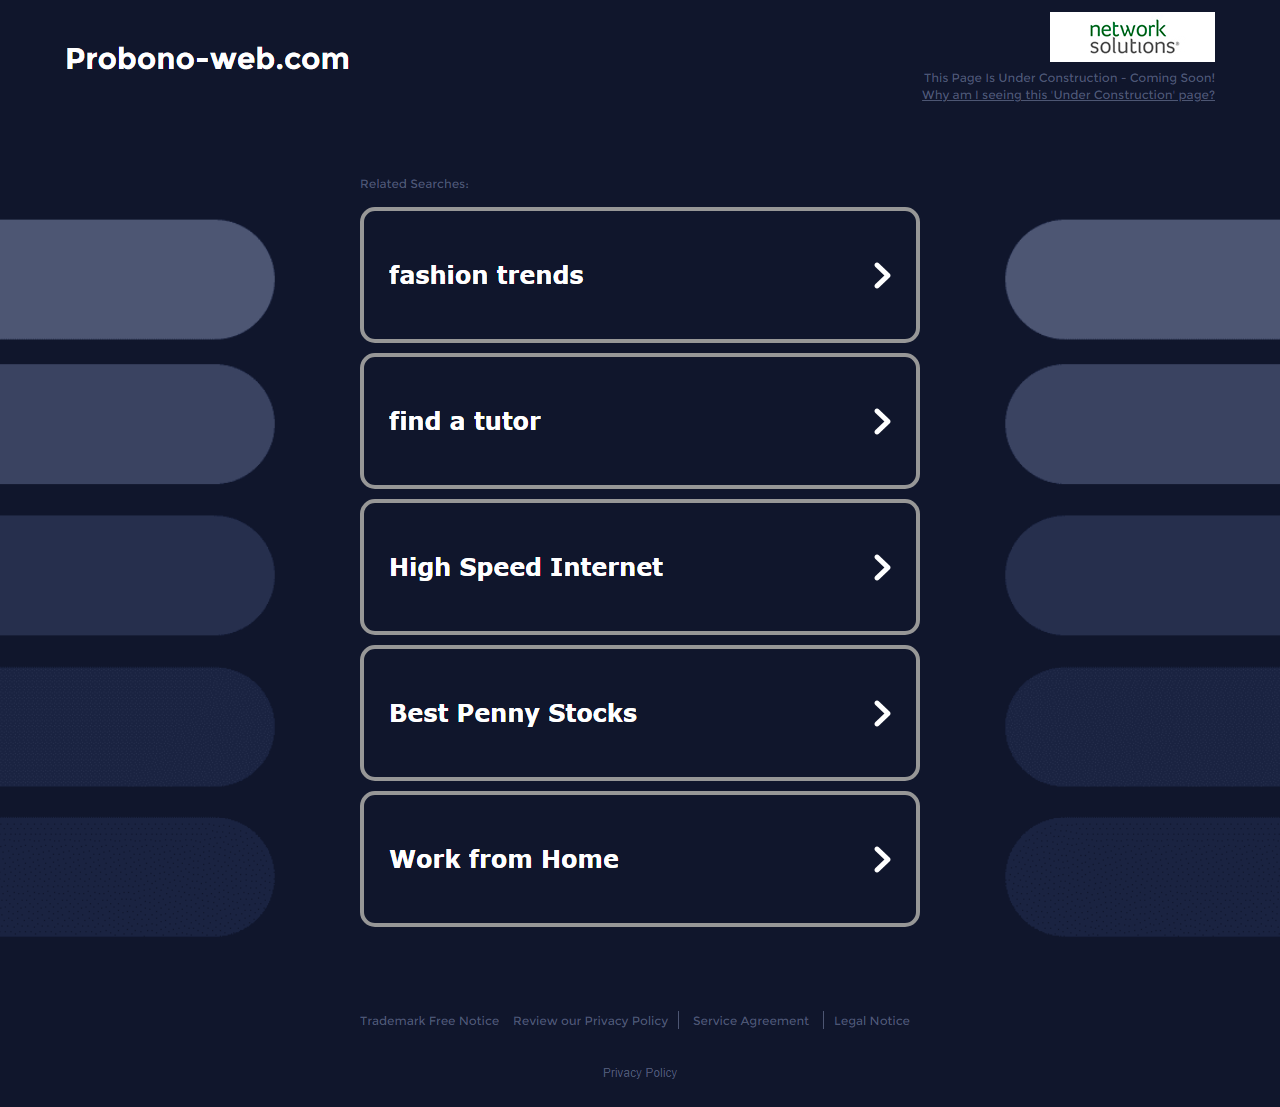 Probono-web.com
network
solutions®
This Page Is Under Construction - Coming Soon!
Why am I seeing this 'Under Construction' page?
Related Searches:
fashion trends
find a tutor
High Speed Internet
Best Penny Stocks
Work from Home
Trademark Free Notice Review our Privacy Policy Service Agreement Legal Notice
Privacy Policy